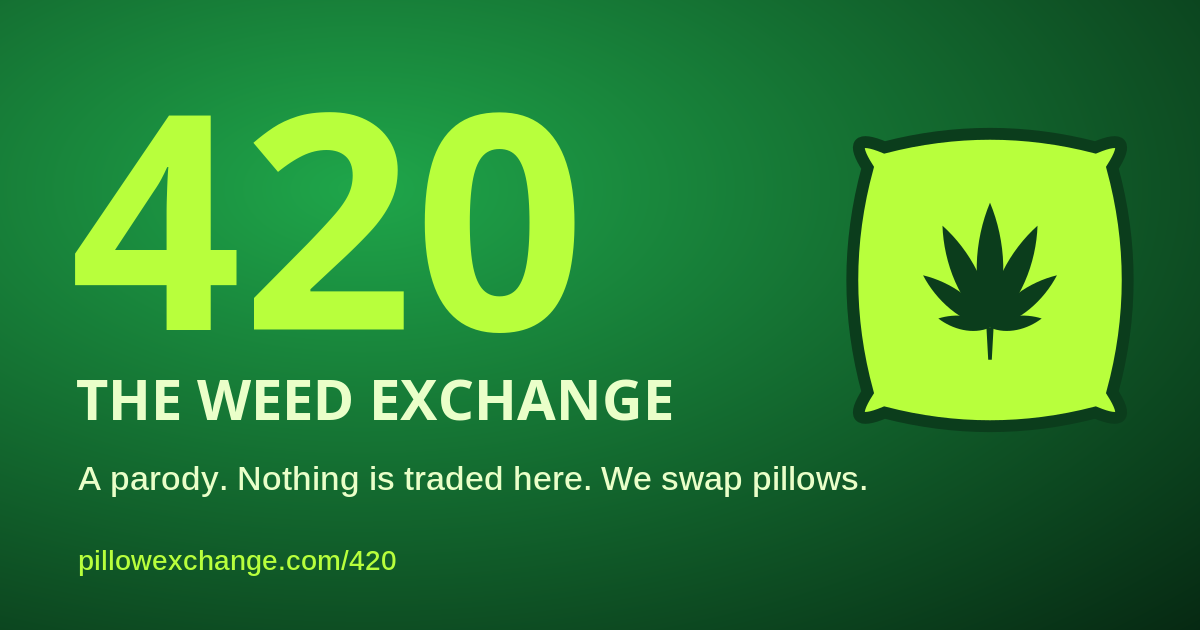 420
THE WEED EXCHANGE
A parody. Nothing is traded here. We swap pillows.
pillowexchange.com/420